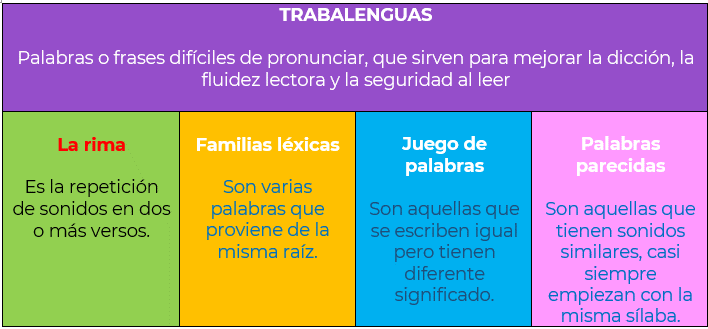 TRABALENGUAS
Palabras o frases difíciles de pronunciar, que sirven para mejorar la dicción, la
fluidez lectora y la seguridad al leer
La rima
Es la repetición
de sonidos en dos
o más versos.
Familias léxicas
Son varias
palabras que
proviene de la
misma raíz.
Juego de
palabras
Son aquellas que
se escriben igual
pero tienen
diferente
significado.
Palabras
parecidas
Son aquellas que
tienen sonidos
similares, casi
siempre
empiezan con la
misma sílaba.